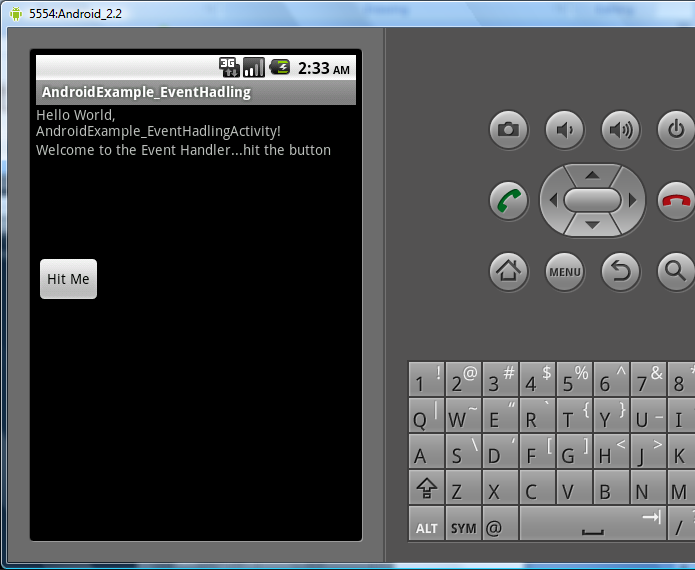 5554:Android_2.2
3G 2:33 AM
AndroidExample_EventHadling
Hello World,
AndroidExample_EventHadlingActivity!
Welcome to the Event Handler...hit the button
Hit Me
MENU
1 ! 2 @ 3 # 4 $ 5 % 6 ^ 7 & 8 *
Q | W ~ E “ R ` T { Y } U _ I
A S \ D ‘ F [ G ] H < J > K
Z X C V B N M
ALT SYM @ / ?